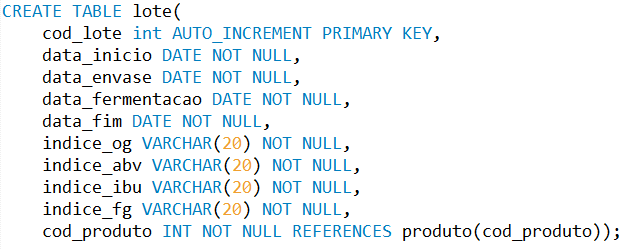 CREATE TABLE lote(
    cod_lote int AUTO_INCREMENT PRIMARY KEY,
    data_inicio DATE NOT NULL,
    data_envase DATE NOT NULL,
    data_fermentacao DATE NOT NULL,
    data_fim DATE NOT NULL,
    indice_og VARCHAR(20) NOT NULL,
    indice_abv VARCHAR(20) NOT NULL,
    indice_ibu VARCHAR(20) NOT NULL,
    indice_fg VARCHAR(20) NOT NULL,
    cod_produto INT NOT NULL REFERENCES produto(cod_produto));